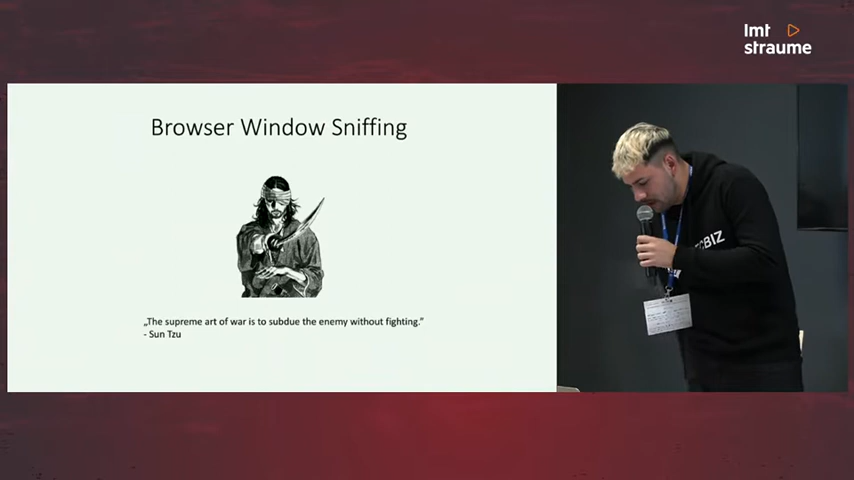 lmt
straume
Browser Window Sniffing
„The supreme art of war is to subdue the enemy without fighting.”
- Sun Tzu